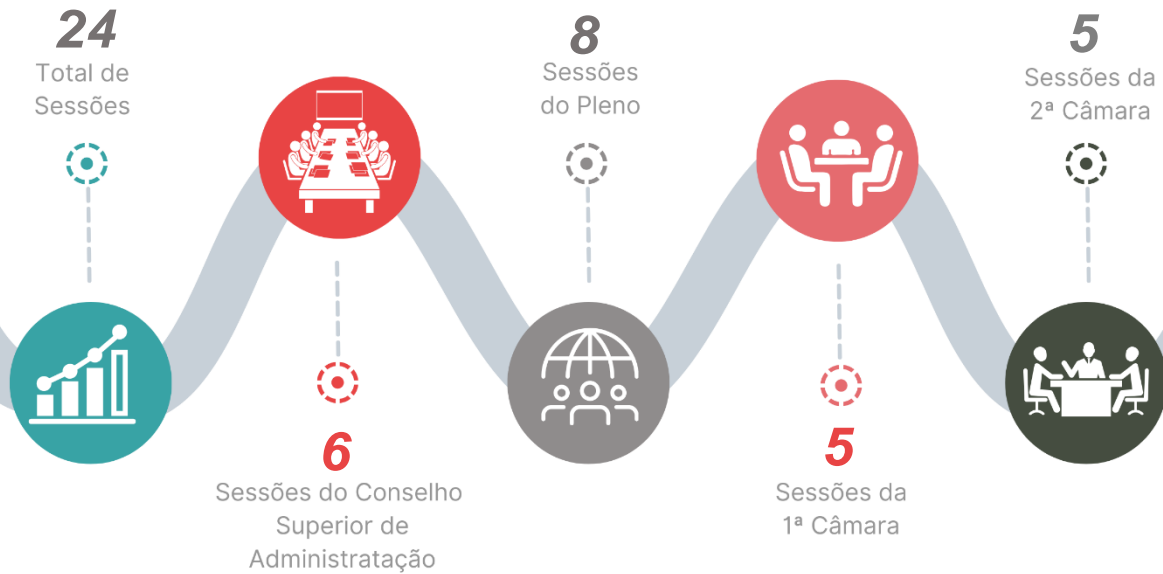 24
Total de
Sessões
6
Sessões do Conselho
Superior de
Administratação
8
Sessões
do Pleno
5
Sessões da
1ª Câmara
5
Sessões da
2ª Câmara